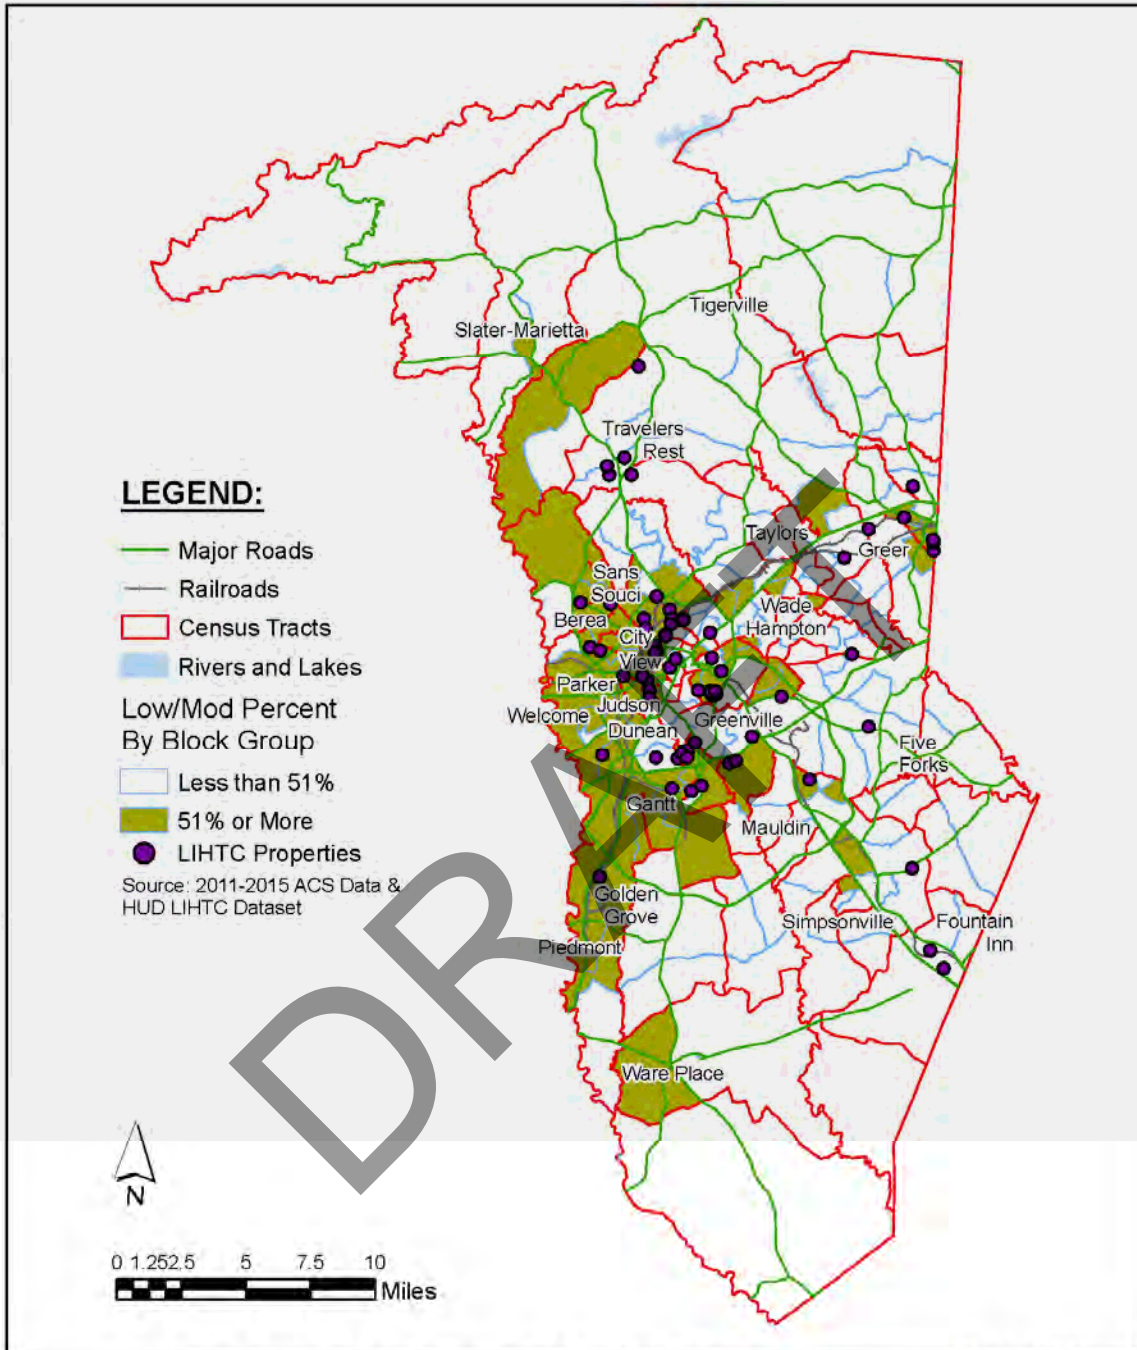 Slater-Marietta
Tigerville
Travelers
Rest
LEGEND:
Major Roads
Railroads
Census Tracts
Rivers and Lakes
Low/Mod Percent
By Block Group
Less than 51%
51% or More
LIHTC Properties
Source: 2011-2015 ACS Data &
HUD LIHTC Dataset
Taylors
Greer
Sans
Souci
Berea
Wade
Hampton
City
View
Parker
Judson
Welcome
Dunean
Greenville
Five
Forks
Gantt
Mauldin
Golden
Grove
Simpsonville
Fountain
Inn
Piedmont
Ware Place
DRAFT
N
0 1.252.5 5 7.5 10
Miles